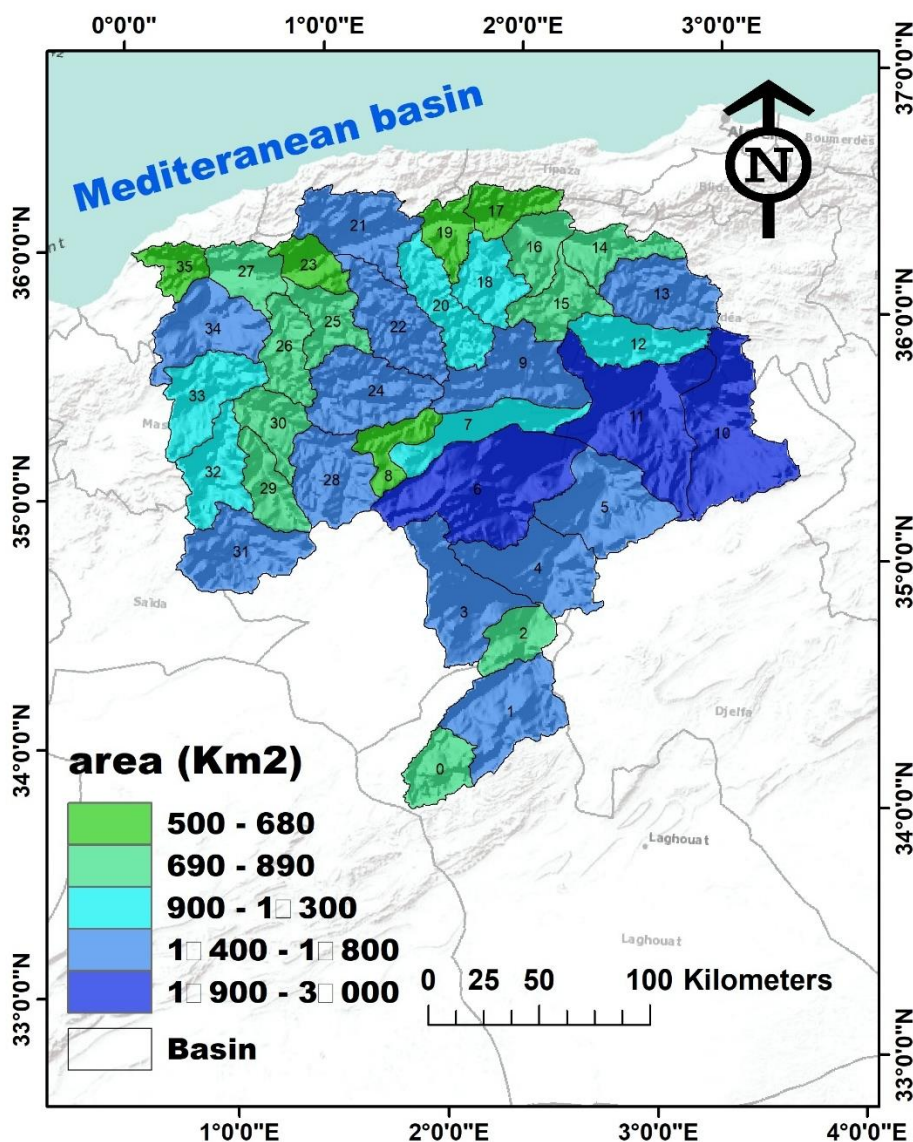 0°0'0" 1°0'0"E 2°0'0"E 3°0'0"E
37°0'0"N
Mediteranean basin
Boumerdès
N
Tipaza
21
17
19
36°0'0"N
35
27
23
16
14
18
13
34
20
15
25
22
36°0'0"N
26
12
9
33
24
11
10
30
7
32
29
28
8
6
5
35°0'0"N
31
4
35°0'0"N
Saïda
3
2
Djelfa
1
34°0'0"N
0
area (Km2)
34°0'0"N
500 - 680
Laghouat
690 - 890
900 - 1□ 300
Laghouat
1□ 400 - 1□ 800
1□ 900 - 3□ 000
0 25 50 100 Kilometers
33°0'0"N
Basin
33°0'0"N
1°0'0"E 2°0'0"E 3°0'0"E 4°0'0"E